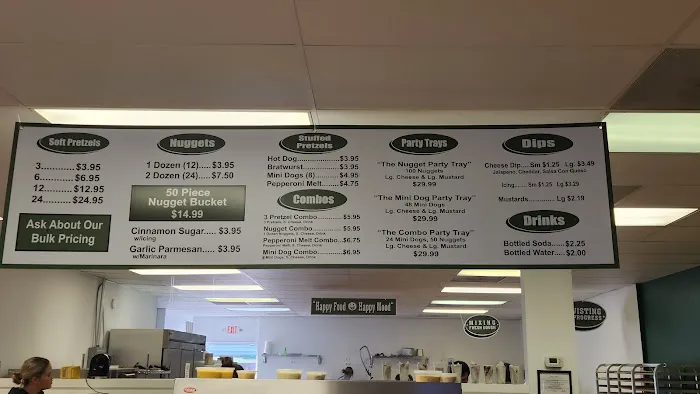 Soft Pretzels
3............$3.95
6............$6.95
12..........$12.95
24..........$24.95
Ask About Our
Bulk Pricing
Nuggets
1 Dozen (12).....$3.95
2 Dozen (24).....$7.50
50 Piece
Nugget Bucket
$14.99
Cinnamon Sugar.....$3.95
w/Icing
Garlic Parmesan.....$3.95
w/Marinara
Stuffed
Pretzels
Hot Dog....................$3.95
Bratwurst.................$3.95
Mini Dogs (8)...........$4.95
Pepperoni Melt........$4.75
Combos
3 Pretzel Combo..........$5.95
Nugget Combo............$5.95
Pepperoni Melt Combo...$6.75
Mini Dog Combo..........$6.95
Party Trays
"The Nugget Party Tray"
100 Nuggets
Lg. Cheese & Lg. Mustard
$29.99
"The Mini Dog Party Tray"
48 Mini Dogs
Lg. Cheese & Lg. Mustard
$29.99
"The Combo Party Tray"
24 Mini Dogs, 50 Nuggets
Lg. Cheese & Lg. Mustard
$29.99
Dips
Cheese Dip.....Sm $1.25 Lg. $3.49
Jalapeno, Cheddar, Salsa Con Queso
Icing.....Sm $1.25 Lg $3.29
Mustards...........Lg $2.19
Drinks
Bottled Soda.....$2.25
Bottled Water.....$2.00
"Happy Food Happy Mood"
MIXING
FRESH DOUGH
EXIT